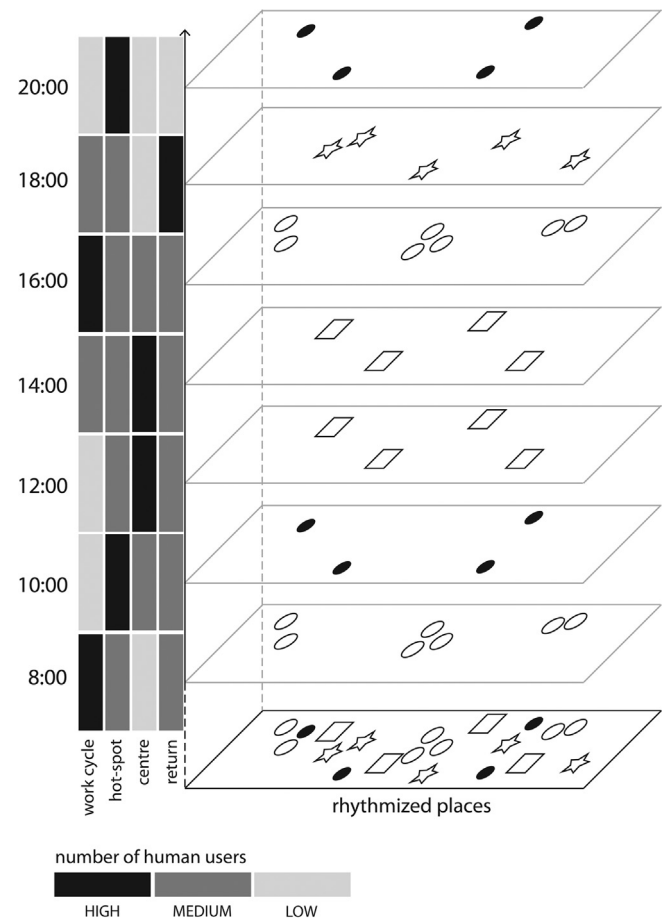 20:00
18:00
16:00
14:00
12:00
10:00
8:00
work cycle
hot-spot
centre
return
rhythmized places
number of human users
HIGH
MEDIUM
LOW